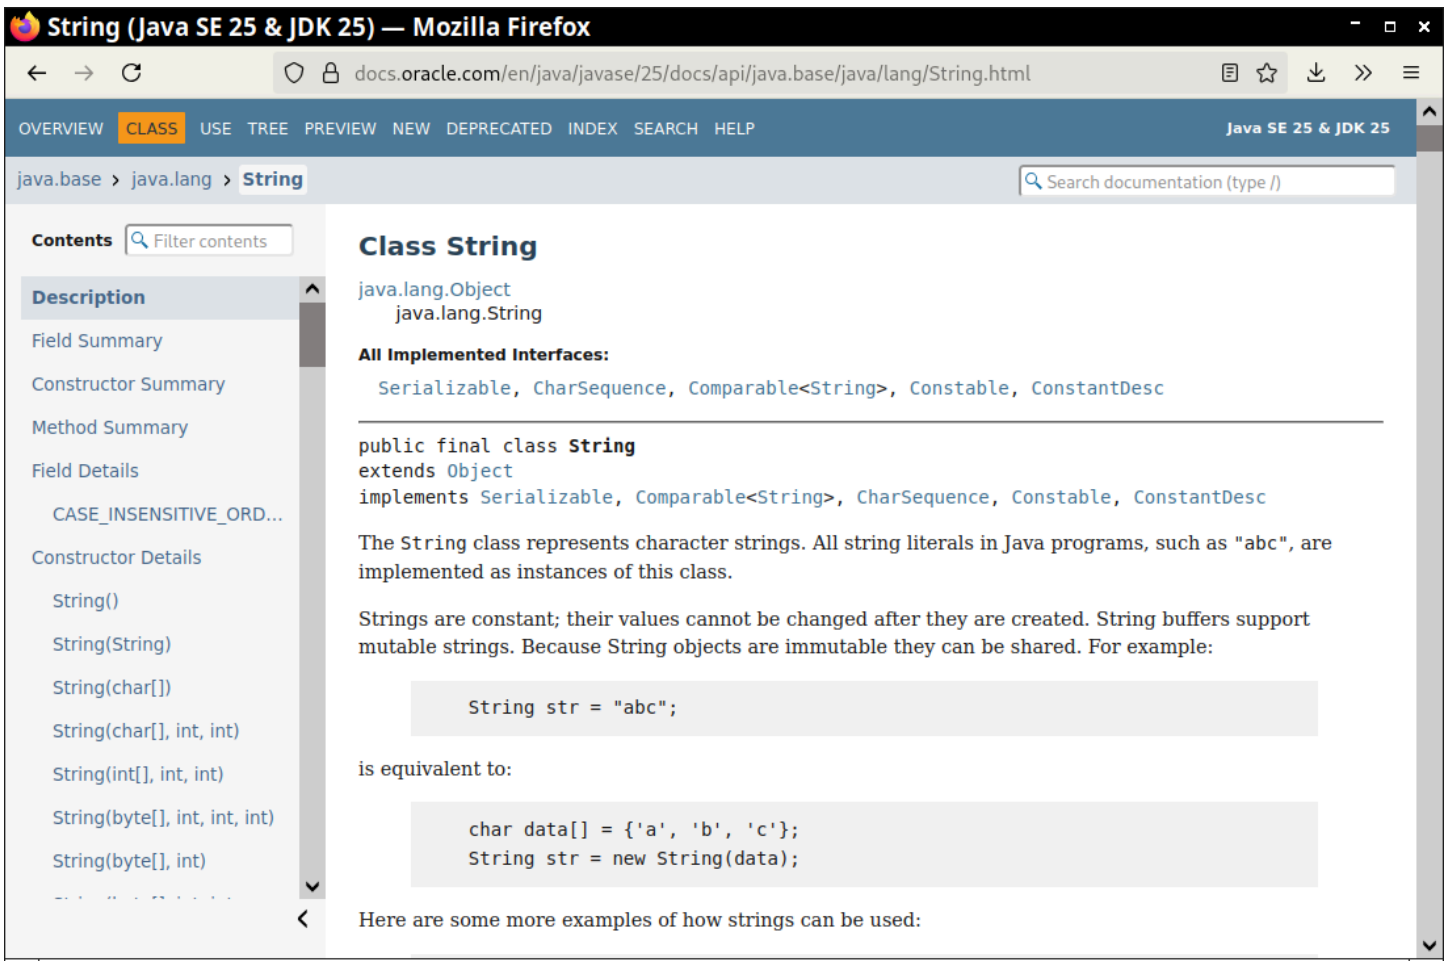 String (Java SE 25 & JDK 25) — Mozilla Firefox
docs.oracle.com/en/java/javase/25/docs/api/java.base/java/lang/String.html
OVERVIEW CLASS USE TREE PREVIEW NEW DEPRECATED INDEX SEARCH HELP Java SE 25 & JDK 25
java.base > java.lang > String Search documentation (type /)
Contents Filter contents
Description
Field Summary
Constructor Summary
Method Summary
Field Details
CASE_INSENSITIVE_ORD...
Constructor Details
String()
String(String)
String(char[])
String(char[], int, int)
String(int[], int, int)
String(byte[], int, int, int)
String(byte[], int)
Class String
java.lang.Object
java.lang.String
All Implemented Interfaces:
Serializable, CharSequence, Comparable<String>, Constable, ConstantDesc
public final class String
extends Object
implements Serializable, Comparable<String>, CharSequence, Constable, ConstantDesc
The String class represents character strings. All string literals in Java programs, such as "abc", are
implemented as instances of this class.
Strings are constant; their values cannot be changed after they are created. String buffers support
mutable strings. Because String objects are immutable they can be shared. For example:
String str = "abc";
is equivalent to:
char data[] = {'a', 'b', 'c'};
String str = new String(data);
Here are some more examples of how strings can be used: